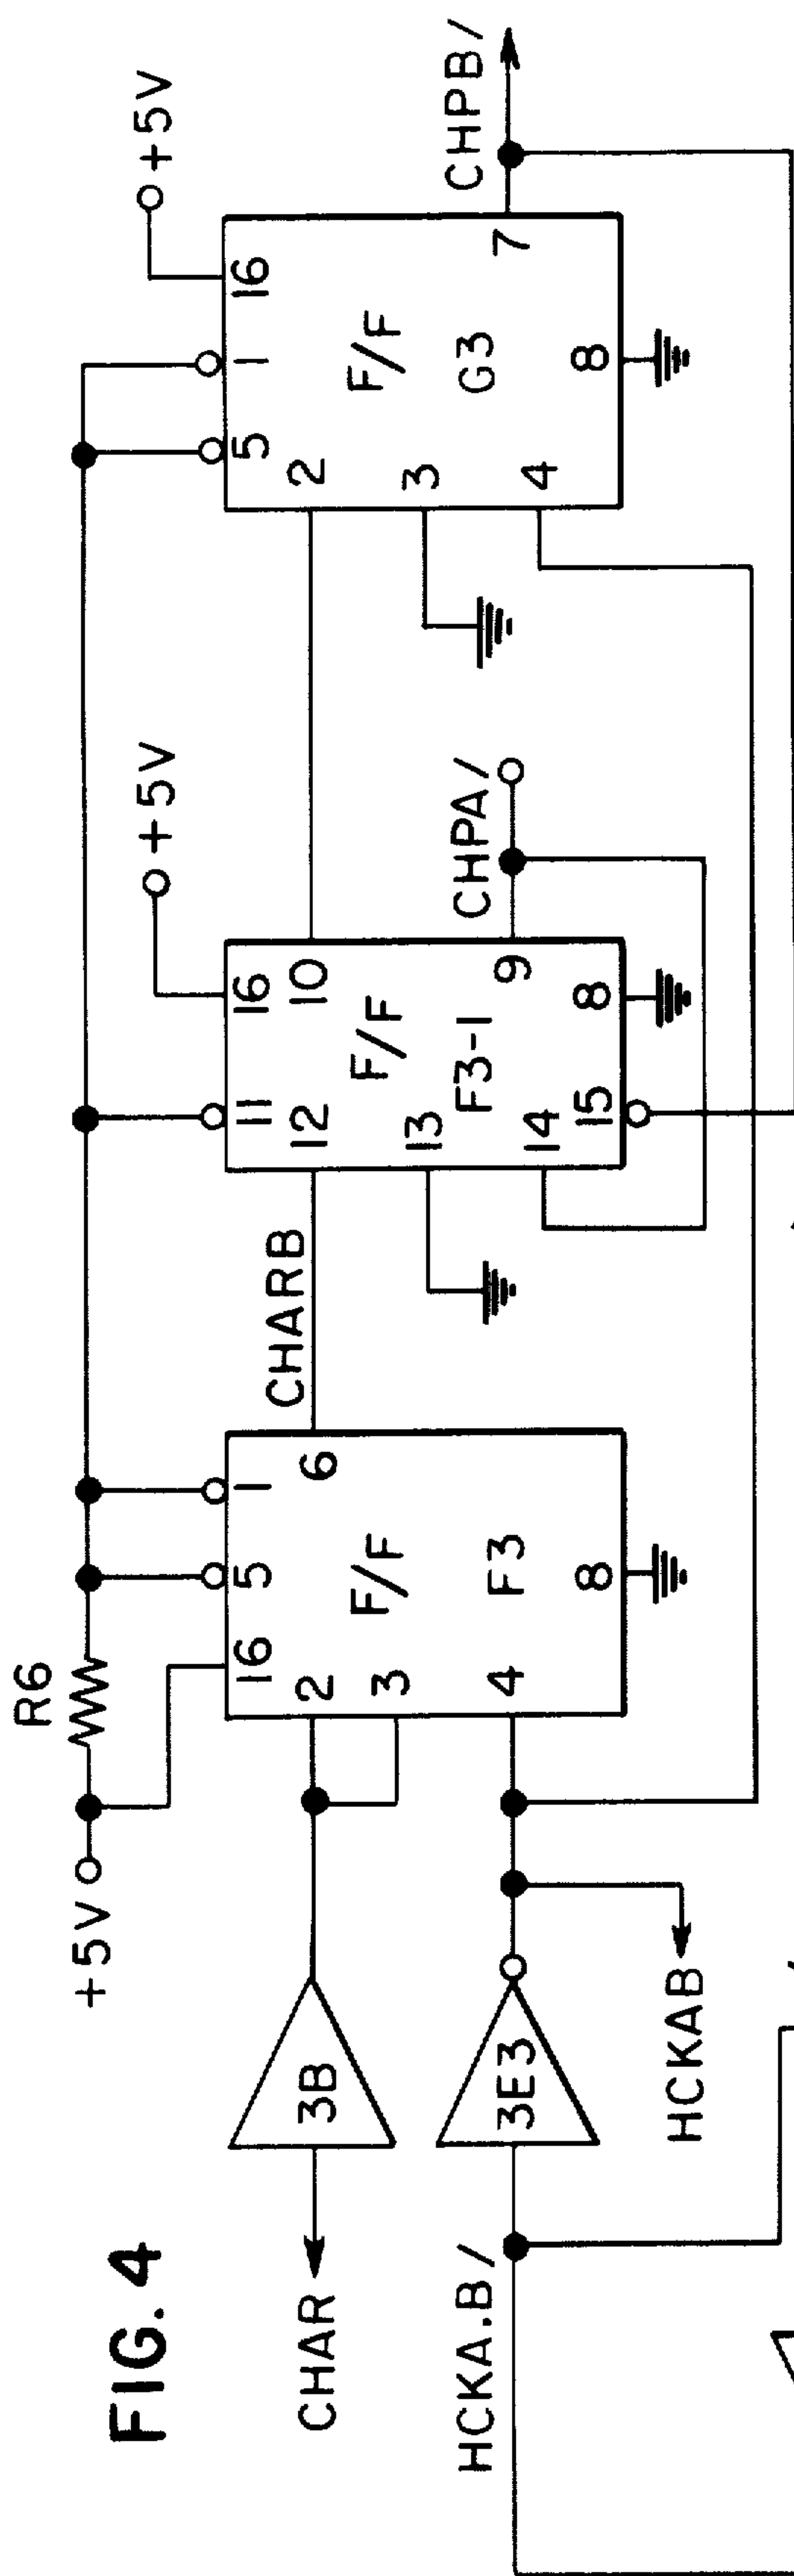 FIG. 4
+5V
R6
+5V
+5V
CHAR
3B
HCKA.B/
3E3
HCKAB
16
5
1
2
3
4
6
F/F
F3
8
CHARB
11
16
12
10
13
F/F
F3-1
14
9
15
8
CHPA/
5
1
16
2
3
4
F/F
G3
7
8
CHPB/